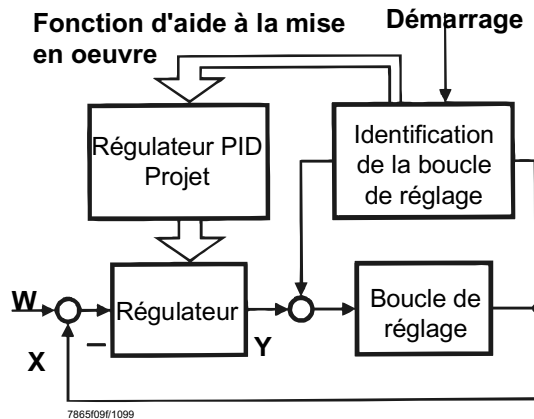 Fonction d'aide à la mise
en oeuvre
Démarrage
Régulateur PID
Projet
Identification
de la boucle
de réglage
W
Régulateur
Y
Boucle de
réglage
X
–
7865f09f/1099